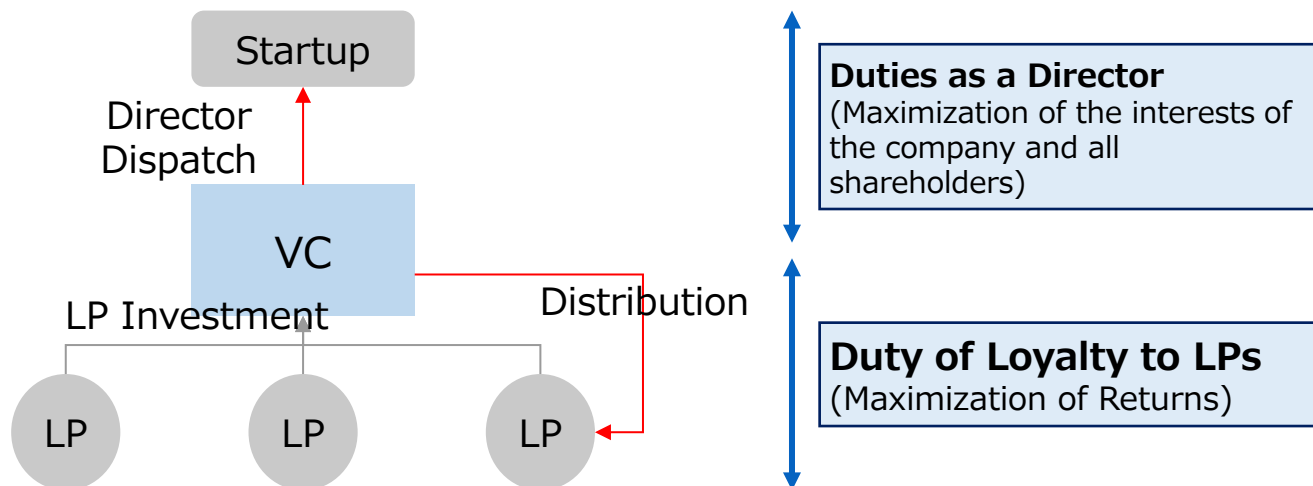 Startup
Director
Dispatch
VC
LP Investment
Distribution
LP
LP
LP
Duties as a Director
(Maximization of the interests of
the company and all
shareholders)
Duty of Loyalty to LPs
(Maximization of Returns)